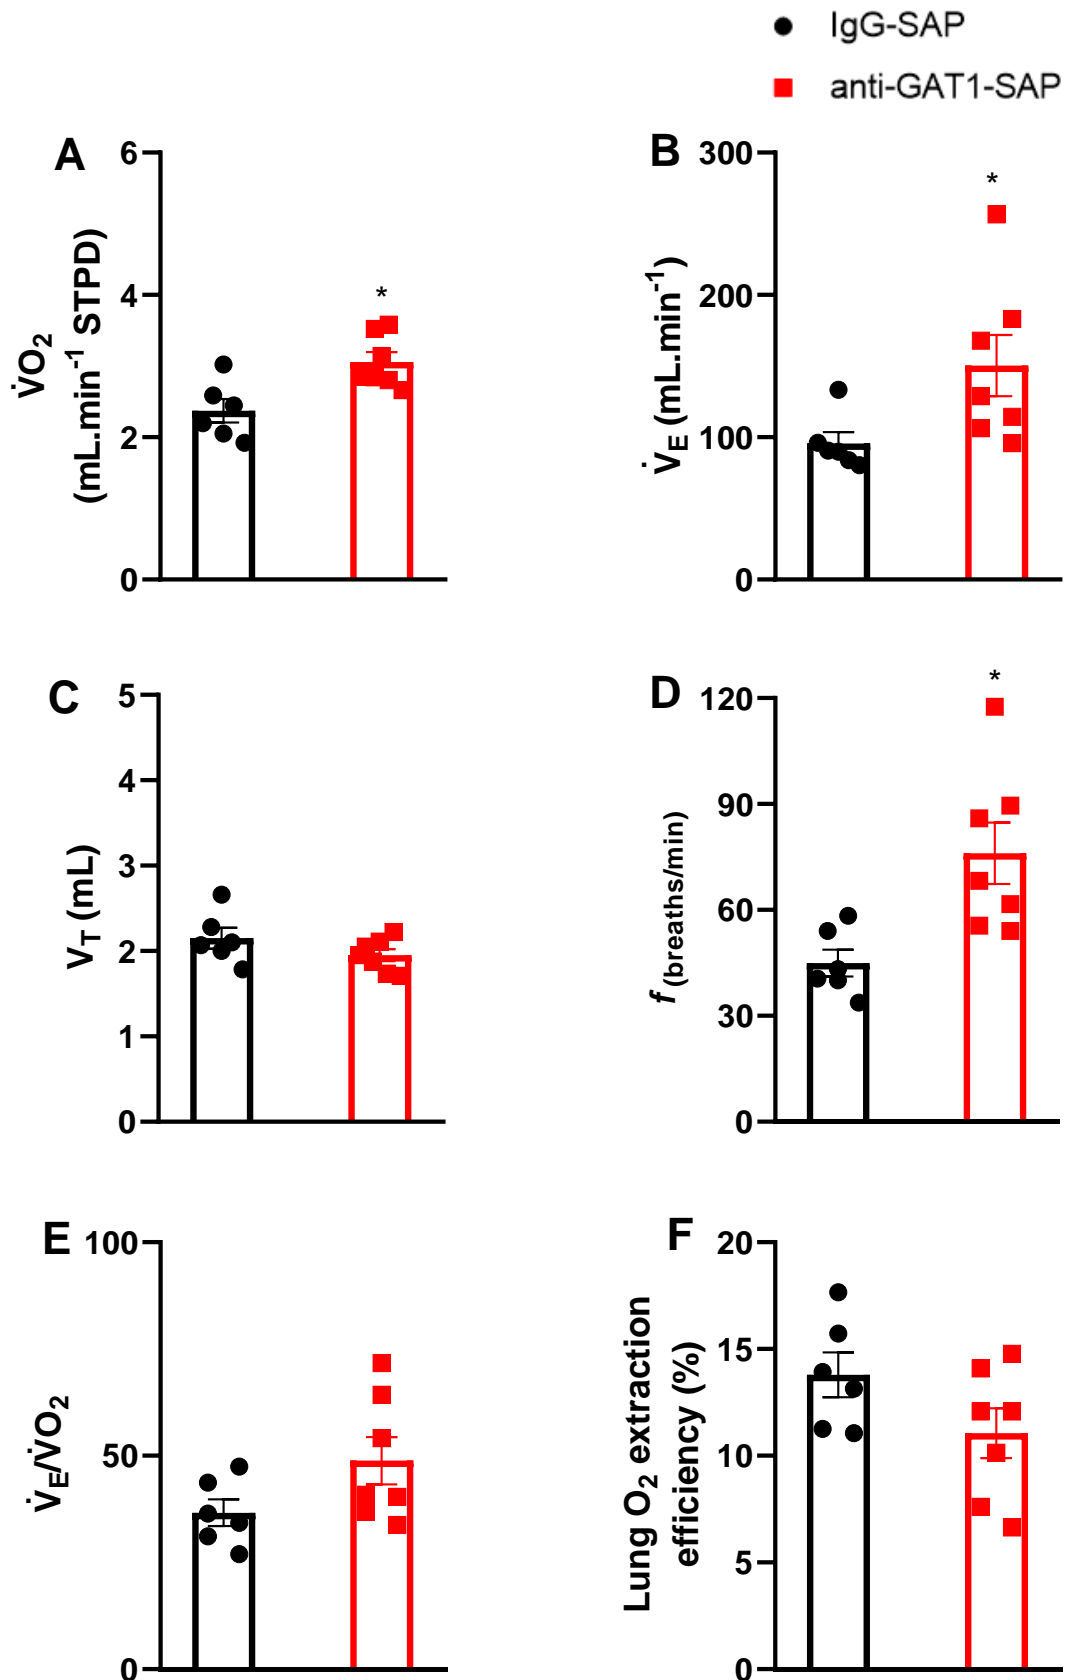 IgG-SAP
anti-GAT1-SAP
A
6
4
2
0
V̇O₂
(mL.min⁻¹ STPD)
*
B
300
200
100
0
V̇E (mL.min⁻¹)
*
C
5
4
3
2
1
0
VT (mL)
D
120
90
60
30
0
f (breaths/min)
*
E
100
50
0
V̇E/V̇O₂
F
20
15
10
5
0
Lung O₂ extraction
efficiency (%)